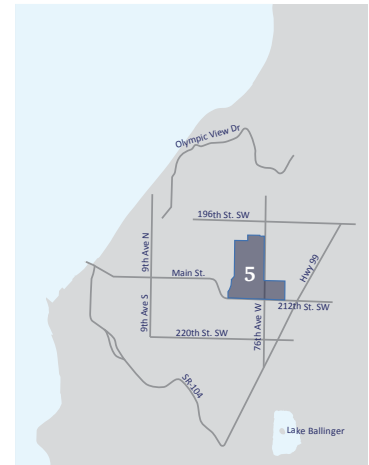 Olympic View Dr
196th St. SW
9th Ave N
Main St.
5
Hwy 99
9th Ave S
76th Ave W
212th St. SW
220th St. SW
SR-104
Lake Ballinger